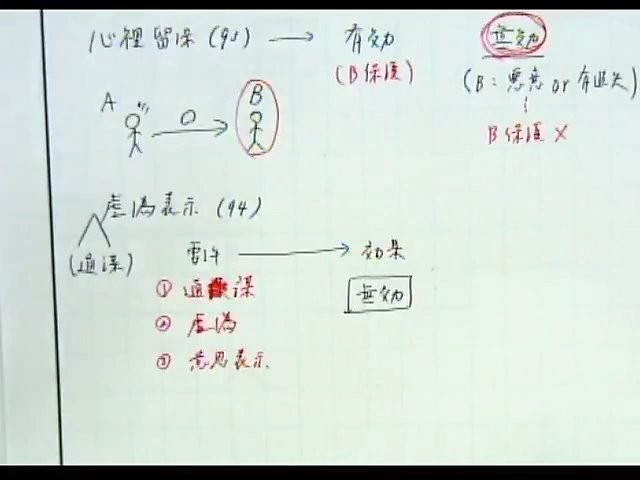 心裡留保(93) → 有効 無効
(B保護) (B:悪意 or 有過失)
B保護×
A B
虚偽表示(94)
(通謀) 要件 → 効果
① 通謀 無効
② 虚偽
③ 意思表示